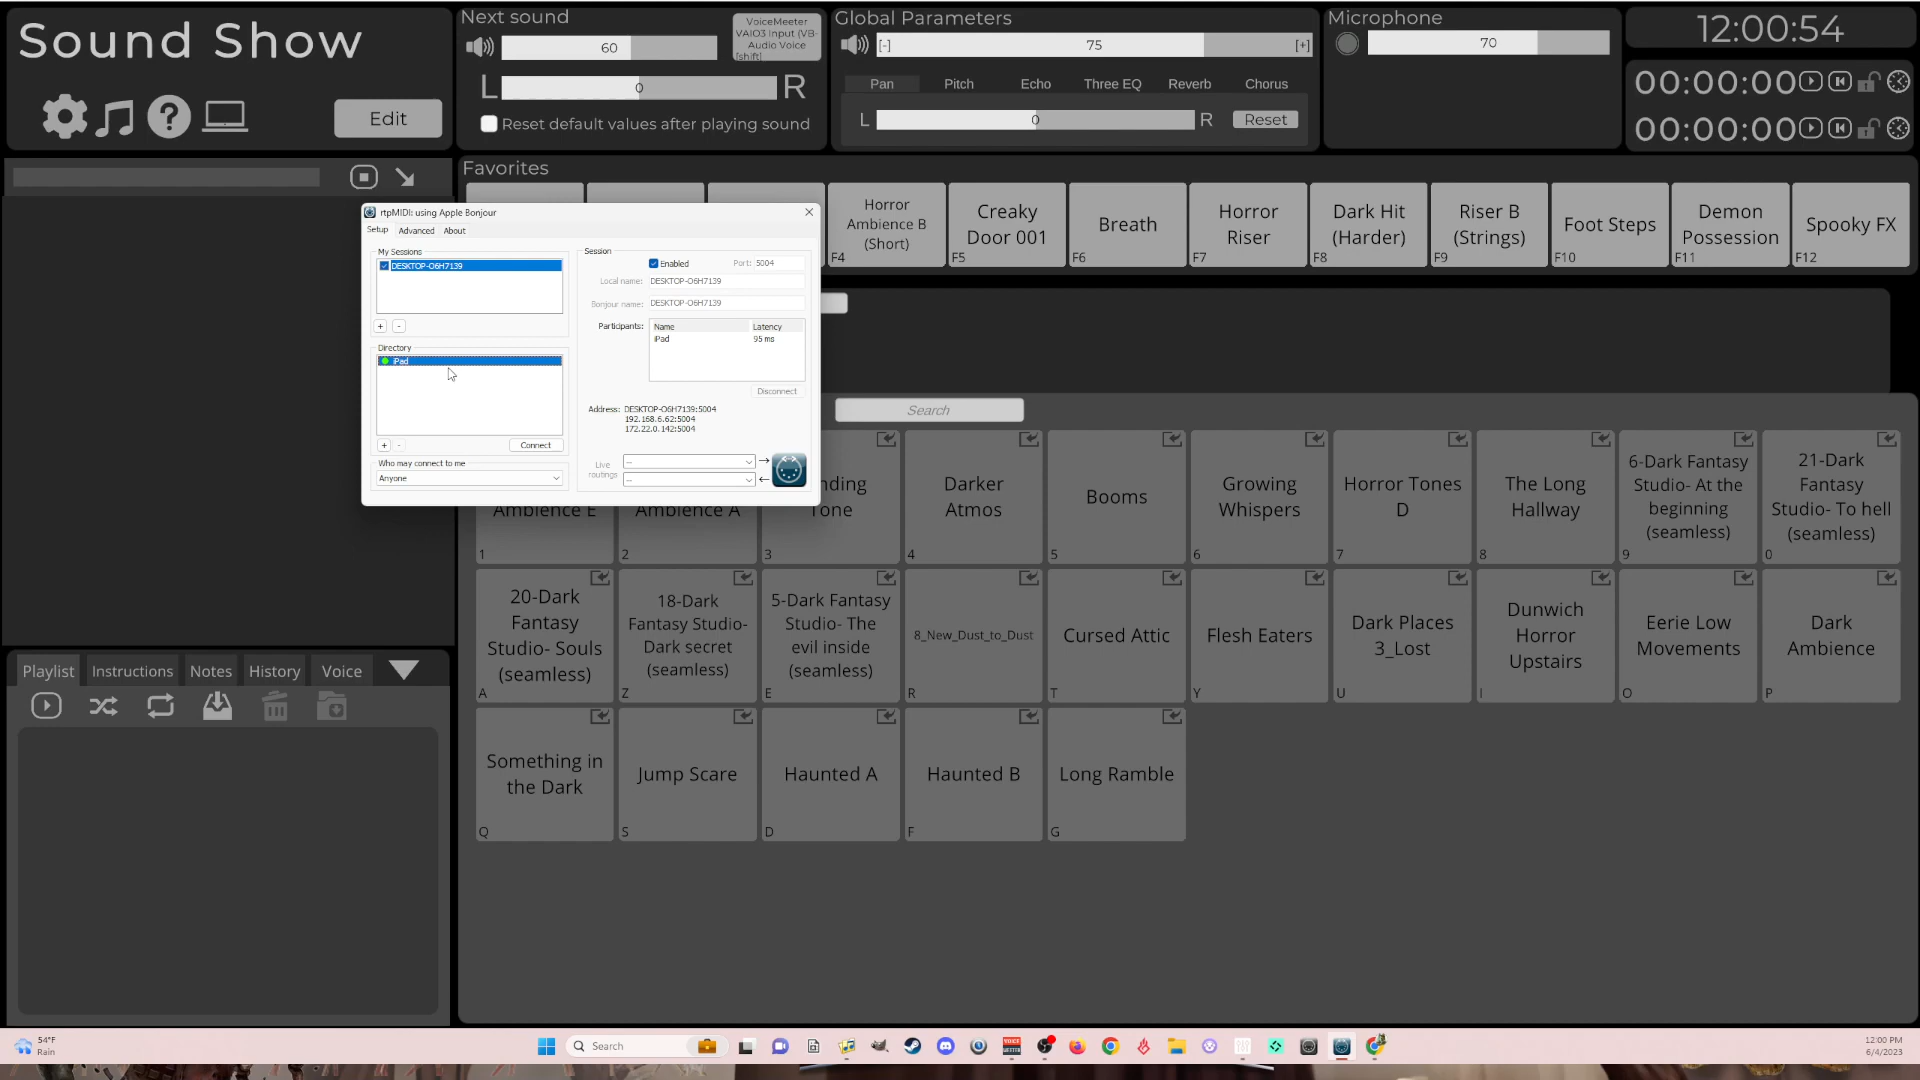 Sound Show
Edit
Next sound
60
VoiceMeeter
VAIO3 Input (VB-
Audio Voice
[shift]
L
0
R
Reset default values after playing sound
Global Parameters
[-]
75
[+]
Pan
Pitch
Echo
Three EQ
Reverb
Chorus
L
0
R
Reset
Microphone
70
12:00:54
00:00:00
00:00:00
Favorites
Horror
Ambience B
(Short)
F4
Creaky
Door 001
F5
Breath
F6
Horror
Riser
F7
Dark Hit
(Harder)
F8
Riser B
(Strings)
F9
Foot Steps
F10
Demon
Possession
F11
Spooky FX
F12
rtpMIDI: using Apple Bonjour
Setup
Advanced
About
My Sessions
DESKTOP-O6H7139
+
-
Directory
iPad
+
-
Connect
Who may connect to me
Anyone
Session
Enabled
Port: 5004
Local name: DESKTOP-O6H7139
Bonjour name: DESKTOP-O6H7139
Participants:
Name
Latency
iPad
95 ms
Disconnect
Address: DESKTOP-O6H7139:5004
192.168.6.62:5004
172.22.0.142:5004
Live
routings
...
...
Search
Ambience E
1
Ambience A
2
Tone
3
Darker
Atmos
4
Booms
5
Growing
Whispers
6
Horror Tones
D
7
The Long
Hallway
8
6-Dark Fantasy
Studio- At the
beginning
(seamless)
9
21-Dark
Fantasy
Studio- To hell
(seamless)
0
20-Dark
Fantasy
Studio- Souls
(seamless)
A
18-Dark
Fantasy Studio-
Dark secret
(seamless)
Z
5-Dark Fantasy
Studio- The
evil inside
(seamless)
E
8_New_Dust_to_Dust
R
Cursed Attic
T
Flesh Eaters
Y
Dark Places
3_Lost
U
Dunwich
Horror
Upstairs
I
Eerie Low
Movements
O
Dark
Ambience
P
Something in
the Dark
Q
Jump Scare
S
Haunted A
D
Haunted B
F
Long Ramble
G
Playlist
Instructions
Notes
History
Voice
54°F
Rain
Search
12:00 PM
6/4/2023